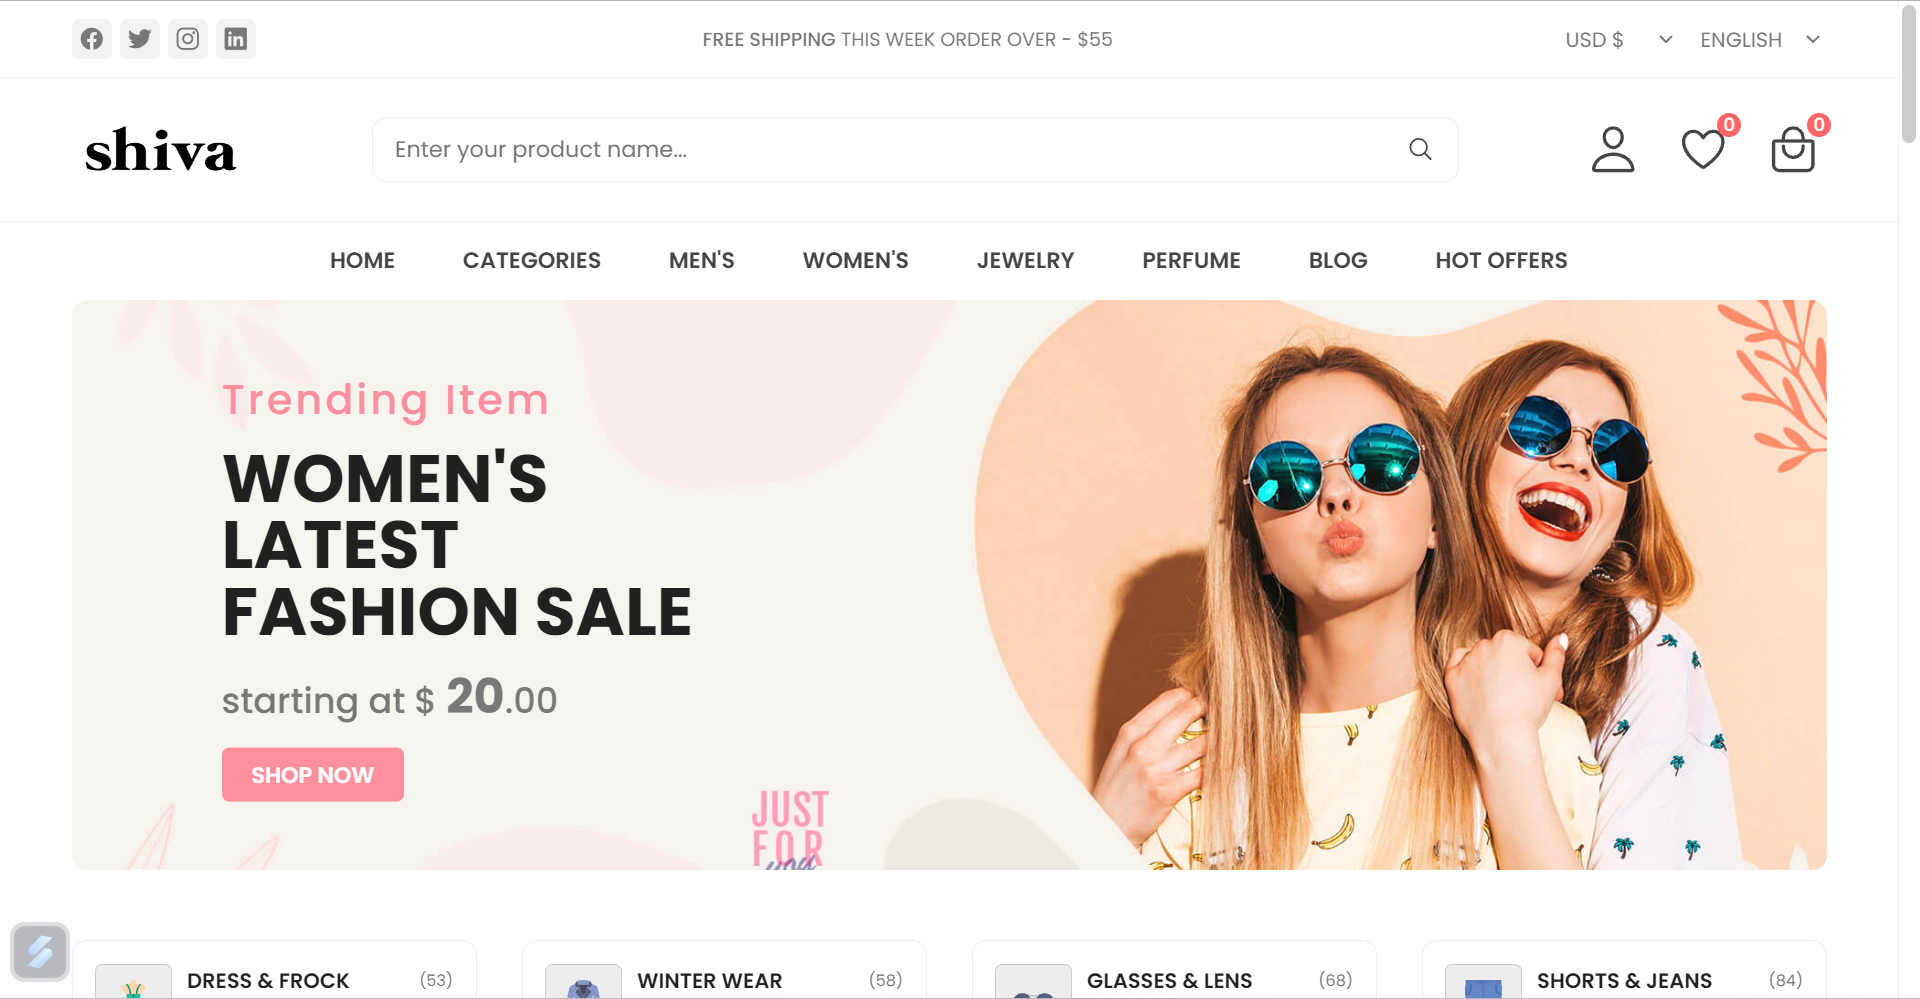 FREE SHIPPING THIS WEEK ORDER OVER - $55
USD $
ENGLISH
shiva
Enter your product name...
0
0
HOME
CATEGORIES
MEN'S
WOMEN'S
JEWELRY
PERFUME
BLOG
HOT OFFERS
Trending Item
WOMEN'S
LATEST
FASHION SALE
starting at $ 20.00
SHOP NOW
JUST
FOR
you
DRESS & FROCK
(53)
WINTER WEAR
(58)
GLASSES & LENS
(68)
SHORTS & JEANS
(84)